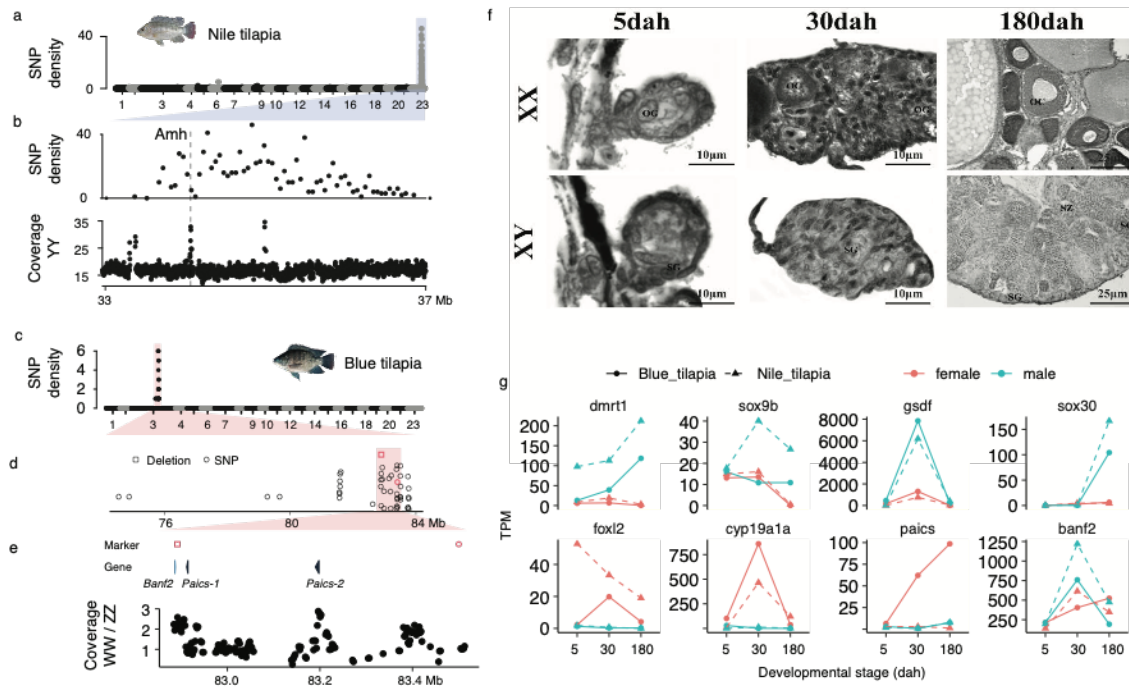 a
Nile tilapia
SNP density
40
0
1 3 4 6 9 12 14 16 18 20 23
b
Amh
SNP density
40
0
Coverage YY
35
25
15
33 37 Mb
c
Blue tilapia
SNP density
6
5
4
3
2
1
0
1 3 4 6 7 9 10 12 14 16 18 20 23
d
Deletion SNP
76 80 84 Mb
e
Marker
Gene
Banf2 Paics-1 Paics-2
Coverage WW / ZZ
3
2
1
83.0 83.2 83.4 Mb
f
5dah 30dah 180dah
XX
OG
10μm
OC
OG
10μm
OC
10μm
XY
SG
10μm
SG
10μm
NZ
SG
SG
25μm
g
Blue_tilapia Nile_tilapia female male
dmrt1 sox9b gsdf sox30
200
150
100
50
0
40
30
20
10
0
8000
6000
4000
2000
0
150
100
50
0
TPM
foxl2 cyp19a1a paics banf2
40
20
0
750
500
250
0
100
75
50
25
0
1250
1000
750
500
250
5 30 180 5 30 180 5 30 180 5 30 180
Developmental stage (dah)